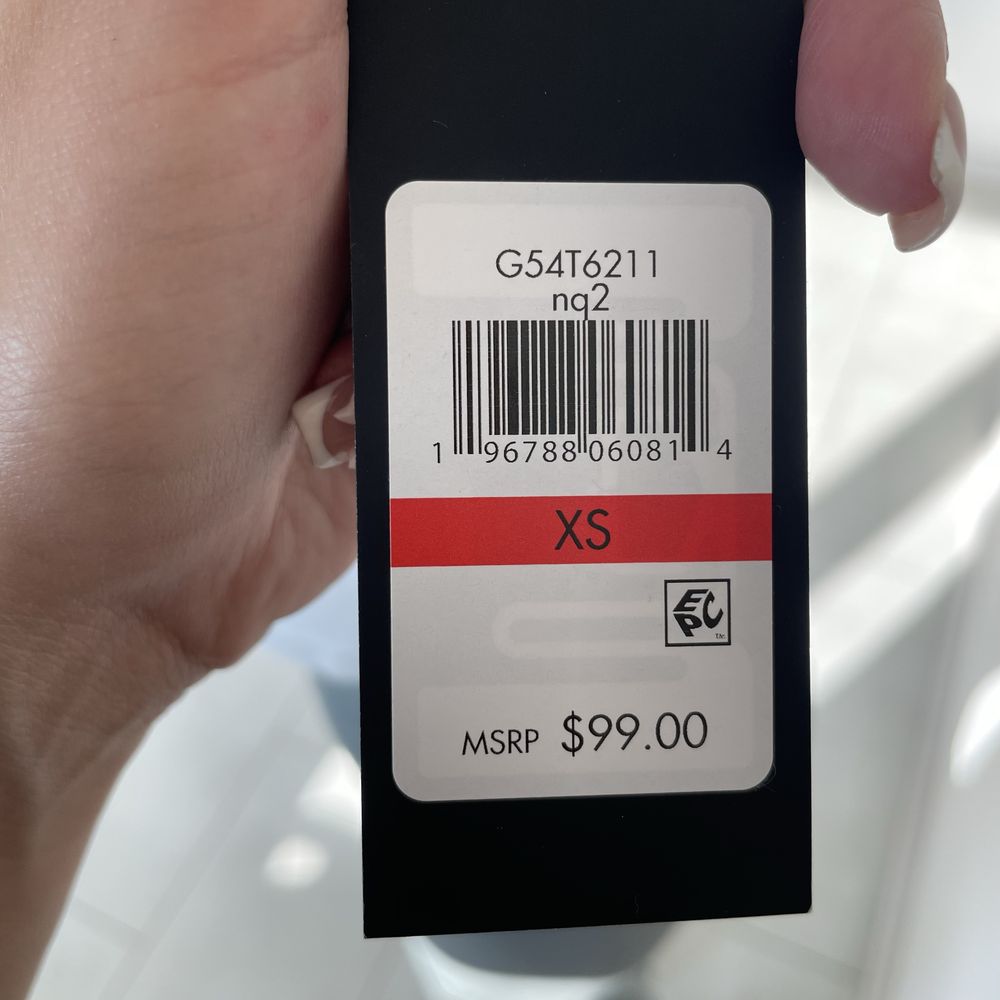 G54T6211
nq2
1 96788 06081 4
XS
EPC
MSRP $99.00